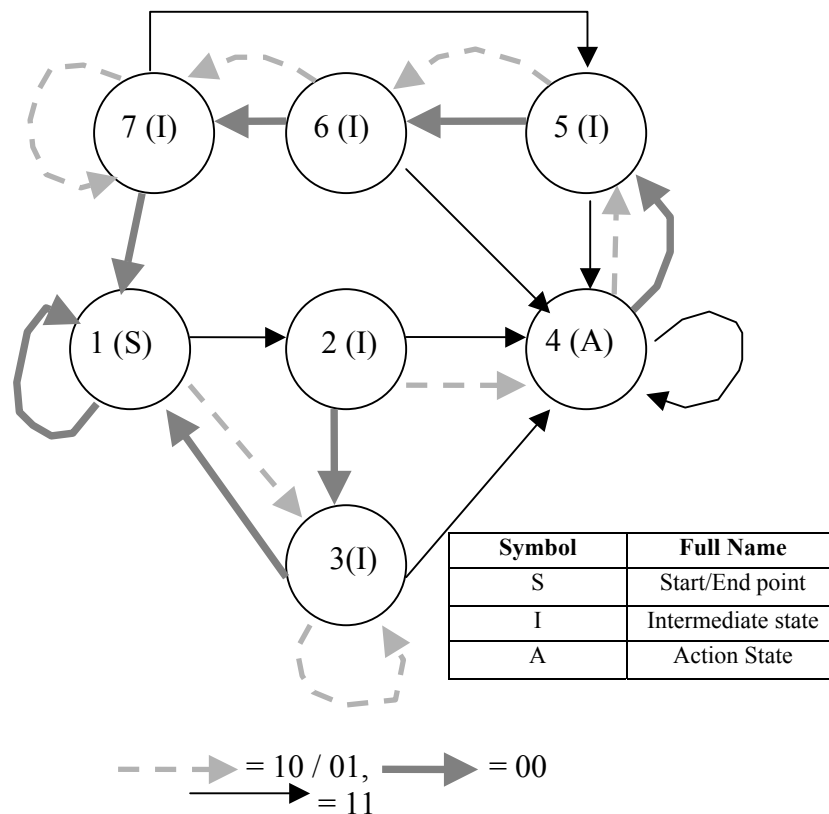 7 (I) 6 (I) 5 (I)
1 (S) 2 (I) 4 (A)
3(I)
Symbol Full Name
S Start/End point
I Intermediate state
A Action State
= 10 / 01, = 00
= 11